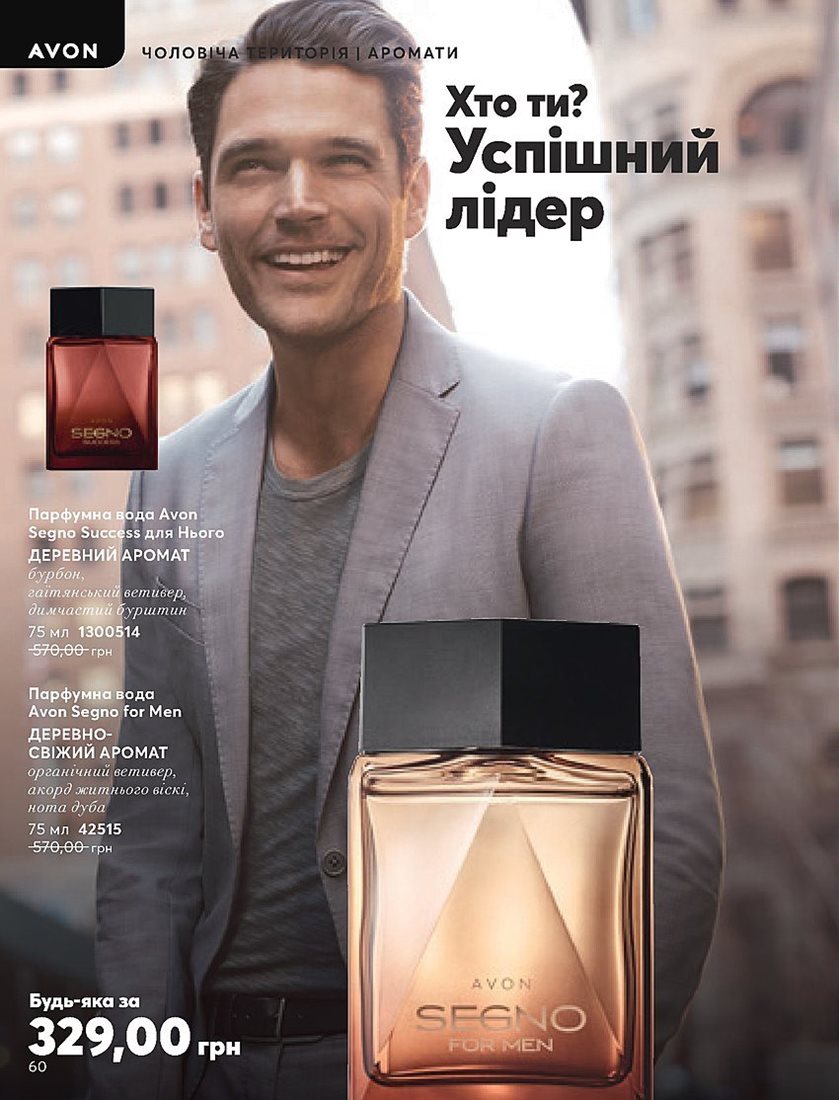 AVON
ЧОЛОВІЧА ТЕРИТОРІЯ | АРОМАТИ
Хто ти?
Успішний
лідер
AVON
SEGNO
SUCCESS
Парфумна вода Avon
Segno Success для Нього
ДЕРЕВНИЙ АРОМАТ
бурбон,
гаїтянський ветивер,
димчастий бурштин
75 мл 1300514
570,00 грн
Парфумна вода
Avon Segno for Men
ДЕРЕВНО-
СВІЖИЙ АРОМАТ
органічний ветивер,
акорд житнього віскі,
нота дуба
75 мл 42515
570,00 грн
AVON
SEGNO
FOR MEN
Будь-яка за
329,00 грн
60